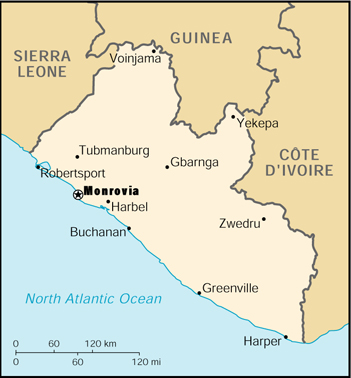 GUINEA
SIERRA
LEONE
Voinjama
Yekepa
Tubmanburg
Gbarnga
CÔTE
D'IVOIRE
Robertsport
Monrovia
Harbel
Zwedru
Buchanan
Greenville
North Atlantic Ocean
Harper
0 60 120 km
0 60 120 mi